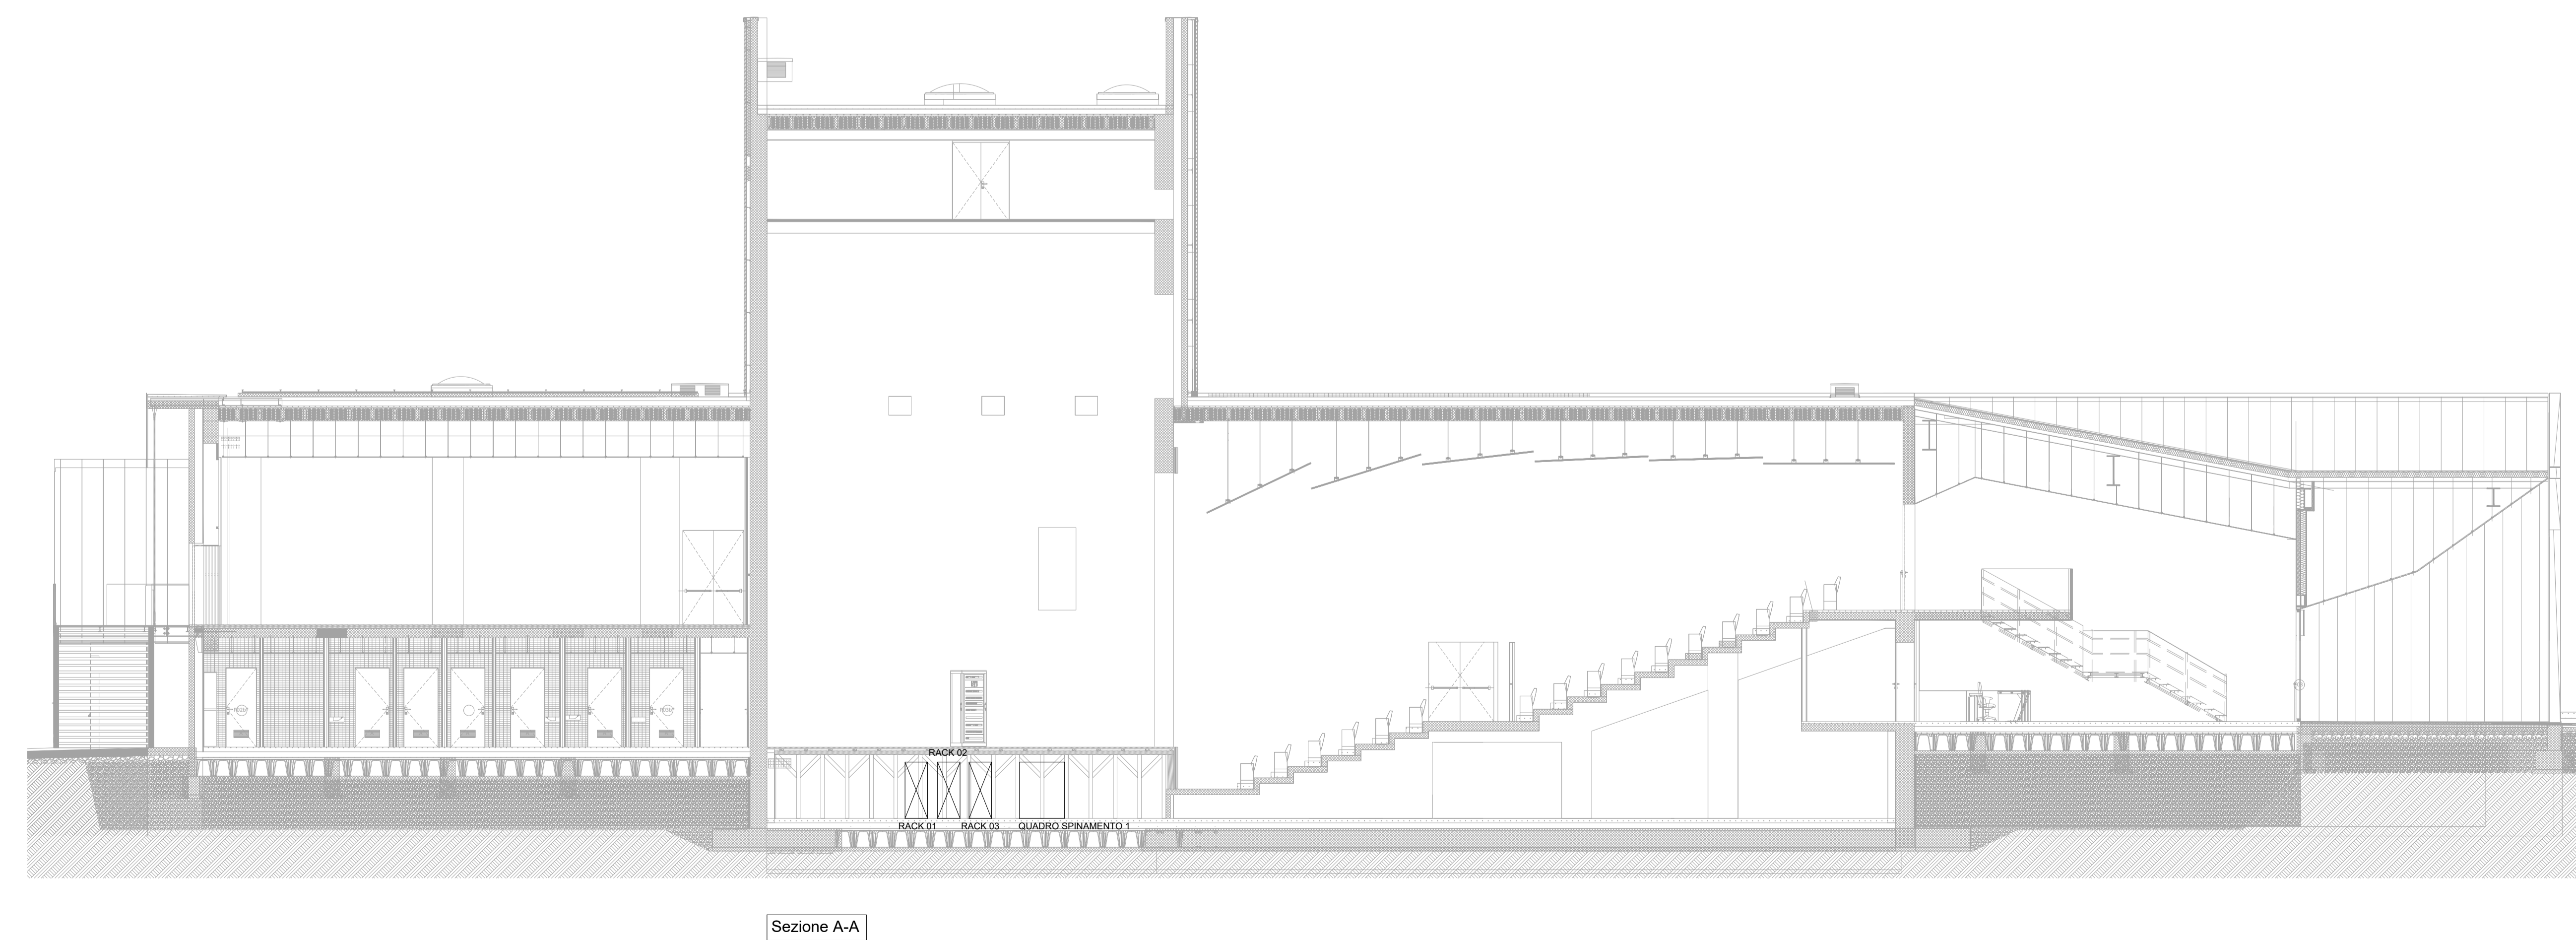 RACK 02
RACK 01
RACK 03
QUADRO SPINAMENTO 1
Sezione A-A